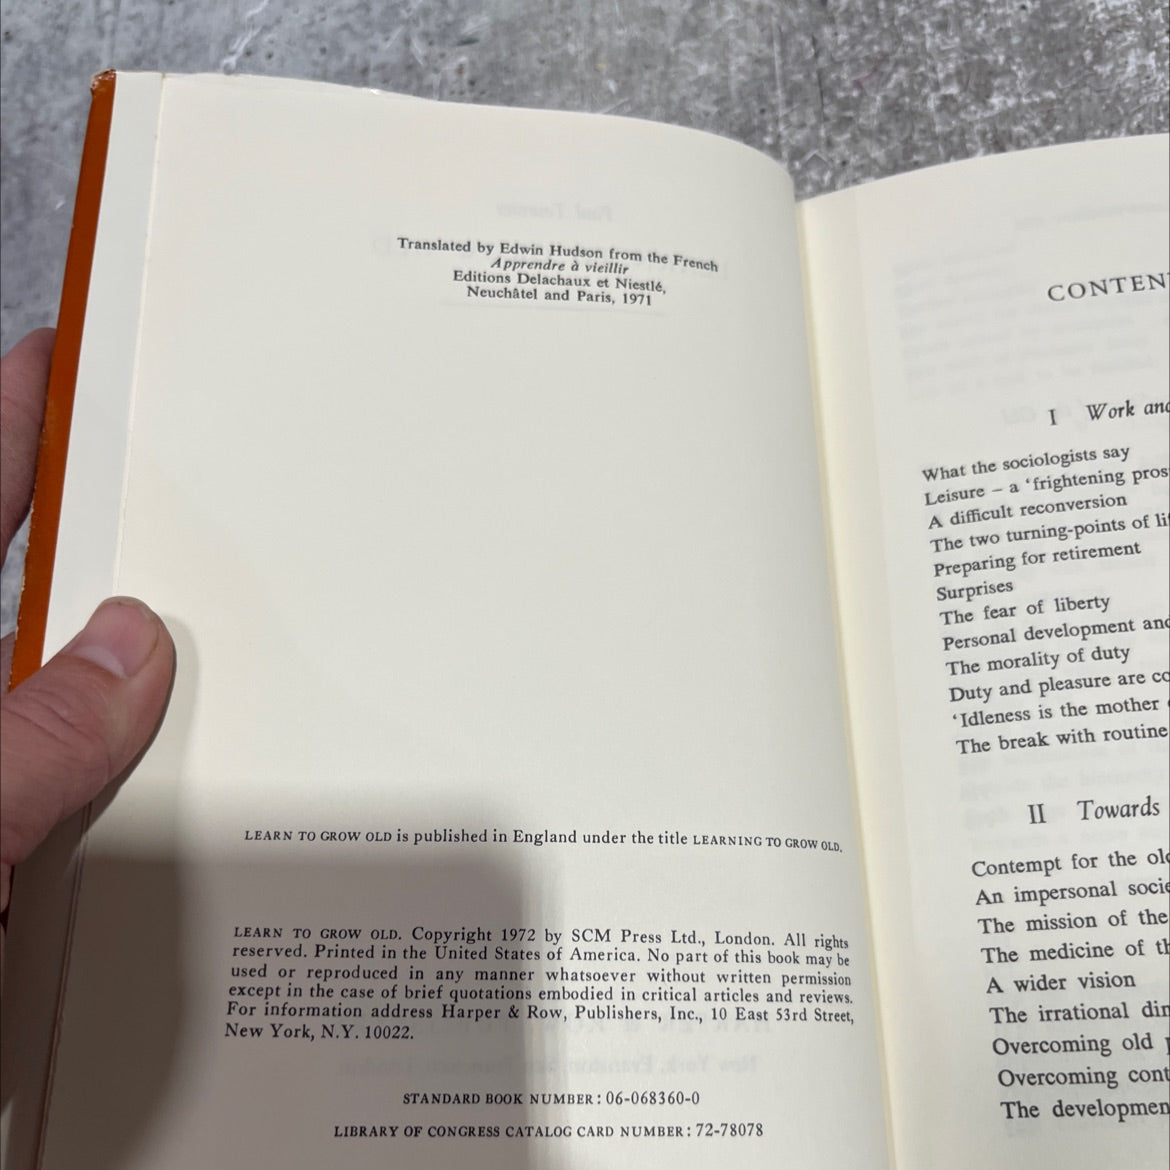 Translated by Edwin Hudson from the French
Apprendre à vieillir
Editions Delachaux et Niestlé,
Neuchâtel and Paris, 1971
LEARN TO GROW OLD is published in England under the title LEARNING TO GROW OLD.
LEARN TO GROW OLD. Copyright 1972 by SCM Press Ltd., London. All rights
reserved. Printed in the United States of America. No part of this book may be
used or reproduced in any manner whatsoever without written permission
except in the case of brief quotations embodied in critical articles and reviews.
For information address Harper & Row, Publishers, Inc., 10 East 53rd Street,
New York, N.Y. 10022.
STANDARD BOOK NUMBER: 06-068360-0
LIBRARY OF CONGRESS CATALOG CARD NUMBER: 72-78078
CONTEN
I Work and
What the sociologists say
Leisure – a ‘frightening pros
A difficult reconversion
The two turning-points of li
Preparing for retirement
Surprises
The fear of liberty
Personal development and
The morality of duty
Duty and pleasure are co
‘Idleness is the mother
The break with routine
II Towards
Contempt for the old
An impersonal socie
The mission of the
The medicine of th
A wider vision
The irrational dim
Overcoming old
Overcoming cont
The developmen